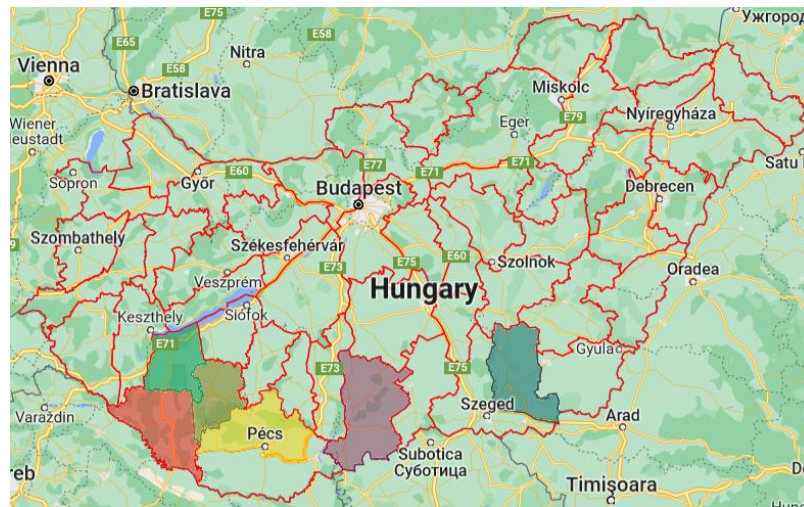 E75
E65
E58
Ужгород
Nitra
E58
Vienna
Bratislava
Miskolc
Wiener
Neustadt
Eger
E79
Nyíregyháza
E77
Satu
Sopron
Győr
E60
E71
E71
Budapest
Debrecen
Szombathely
Székesfehérvár
E75
E60
Veszprém
E73
Szolnok
Oradea
Hungary
Keszthely
Siófok
E71
Gyula
E73
E75
Varaždin
Szeged
Arad
Pécs
Subotica
Суботица
reb
Timișoara